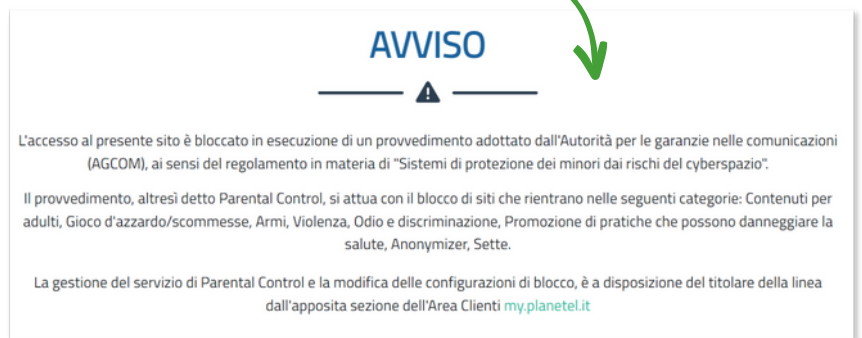 AVVISO
L'accesso al presente sito è bloccato in esecuzione di un provvedimento adottato dall'Autorità per le garanzie nelle comunicazioni
(AGCOM), ai sensi del regolamento in materia di "Sistemi di protezione dei minori dai rischi del cyberspazio".
Il provvedimento, altresì detto Parental Control, si attua con il blocco di siti che rientrano nelle seguenti categorie: Contenuti per
adulti, Gioco d'azzardo/scommesse, Armi, Violenza, Odio e discriminazione, Promozione di pratiche che possono danneggiare la
salute, Anonymizer, Sette.
La gestione del servizio di Parental Control e la modifica delle configurazioni di blocco, è a disposizione del titolare della linea
dall'apposita sezione dell'Area Clienti my.planetel.it